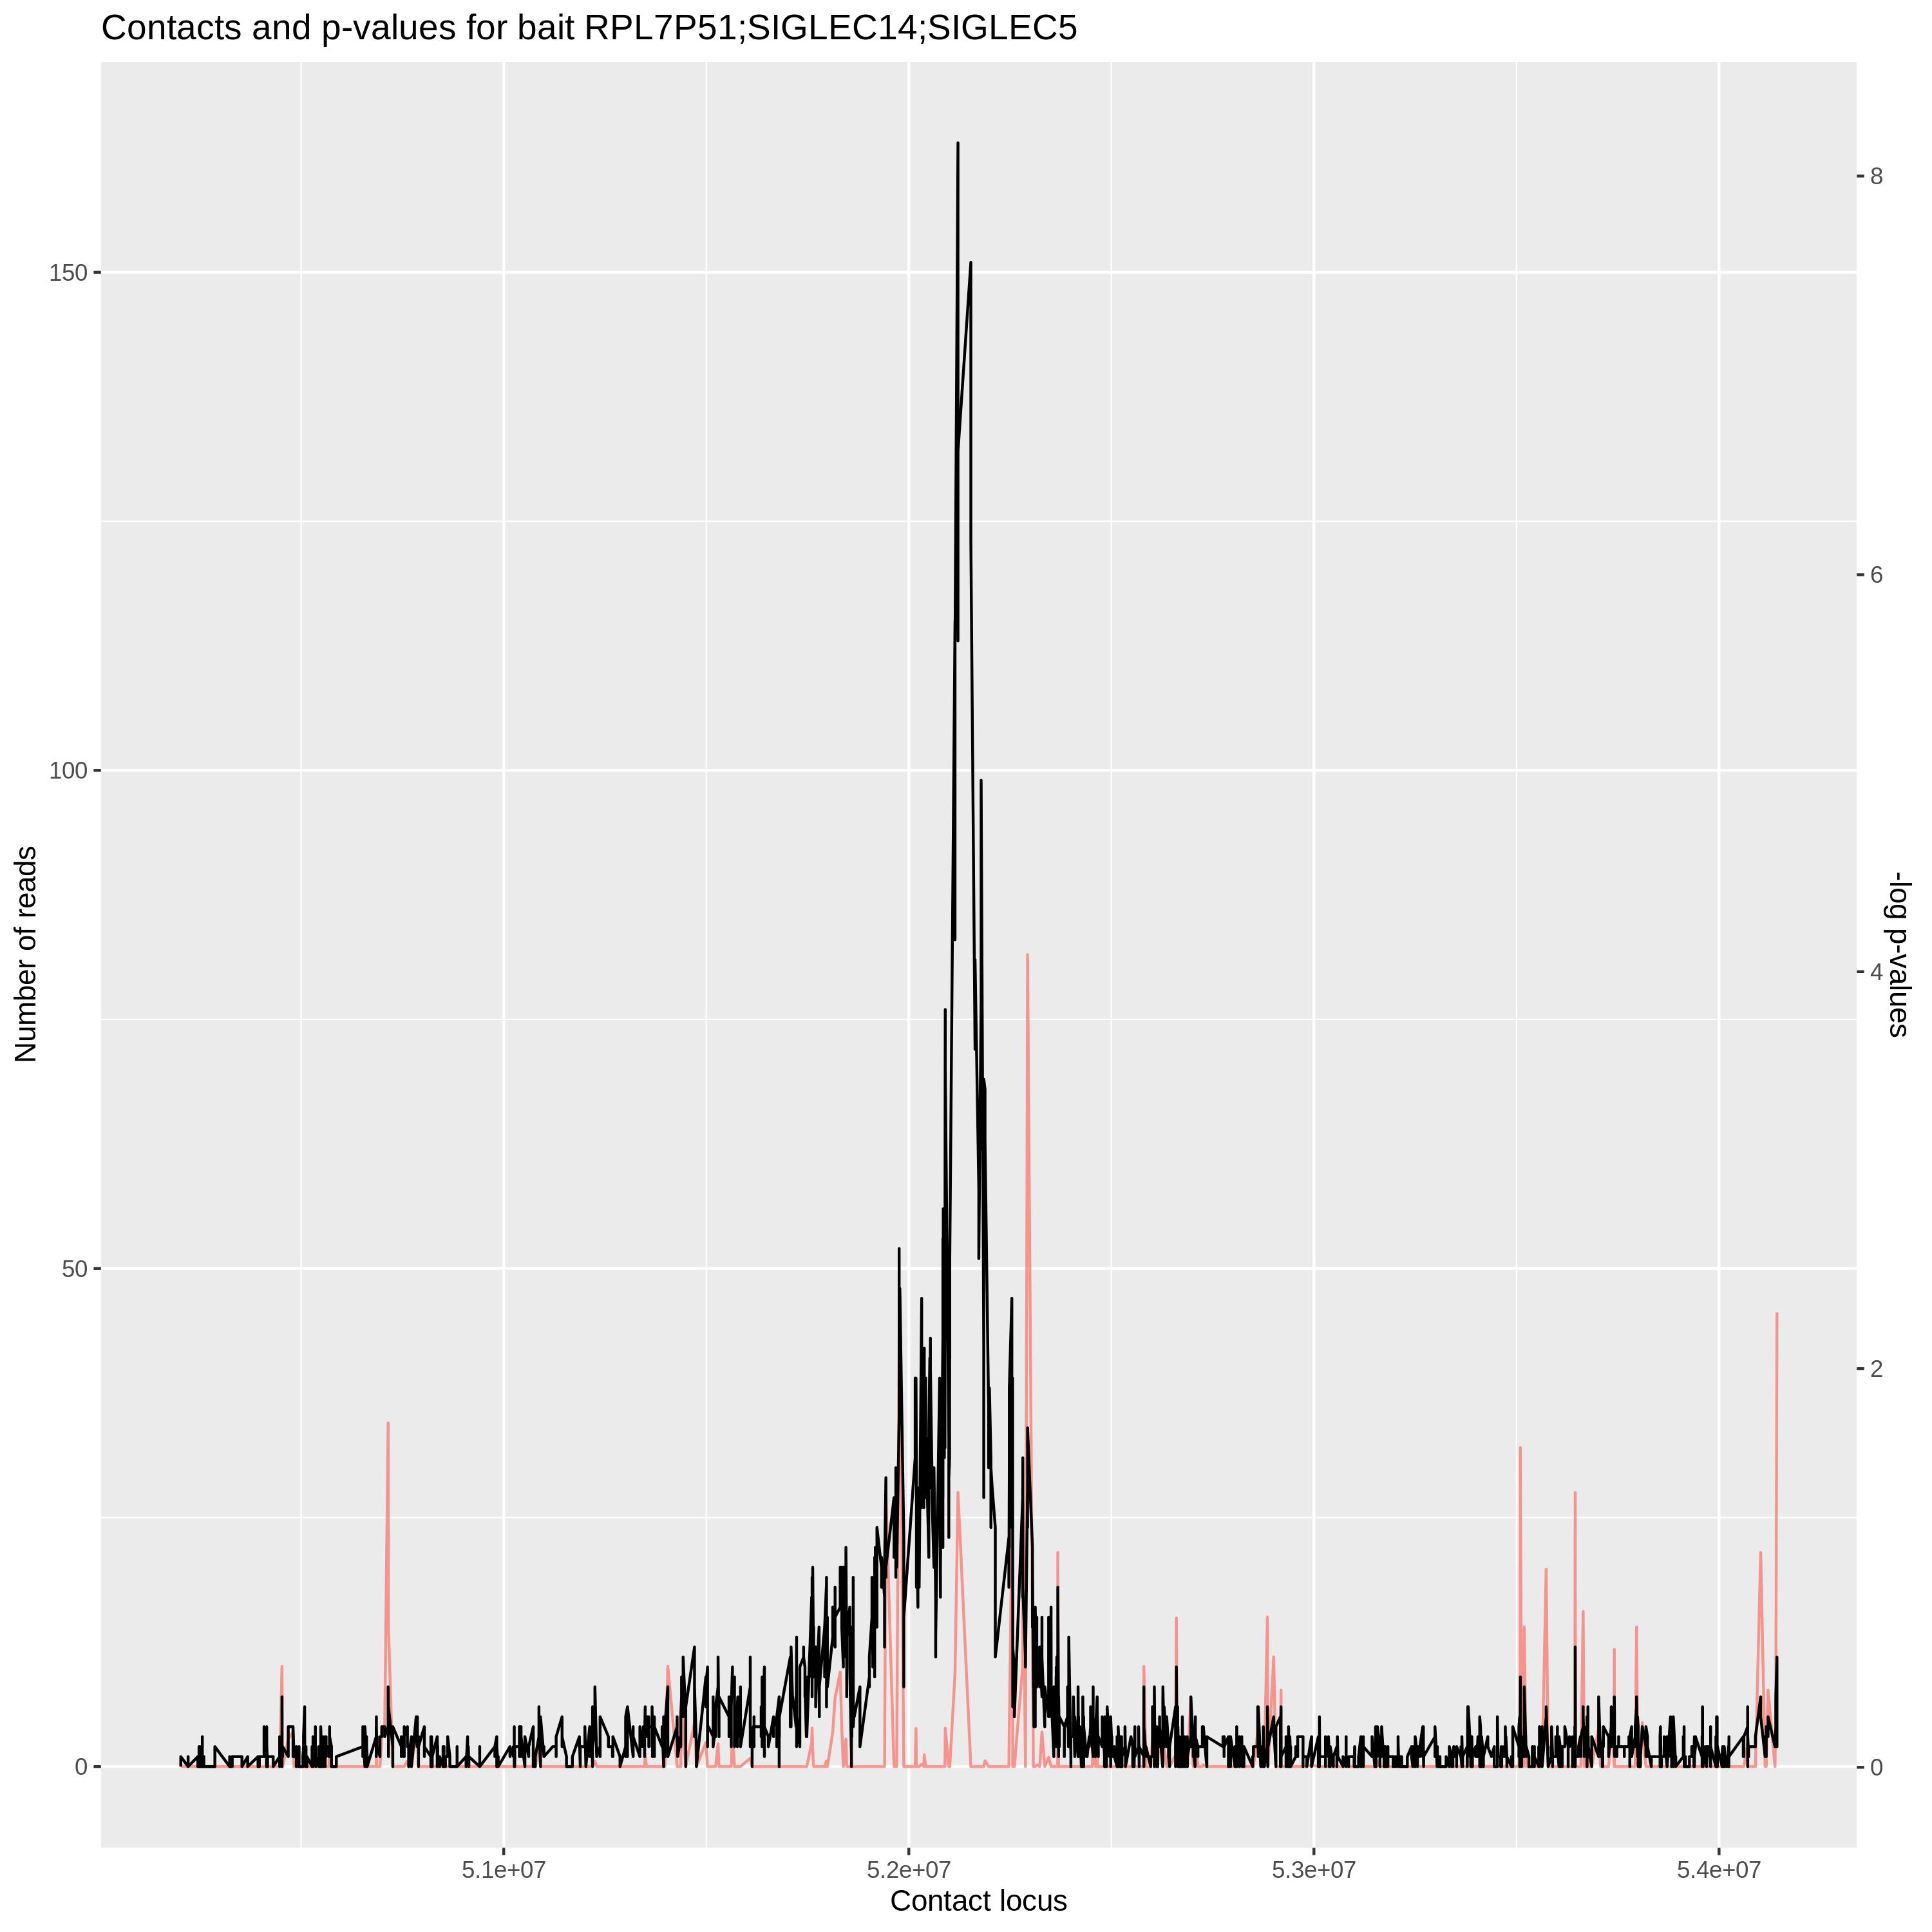 Contacts and p-values for bait RPL7P51;SIGLEC14;SIGLEC5
150
100
50
0
Number of reads
8
6
4
2
0
-log p-values
5.1e+07
5.2e+07
5.3e+07
5.4e+07
Contact locus